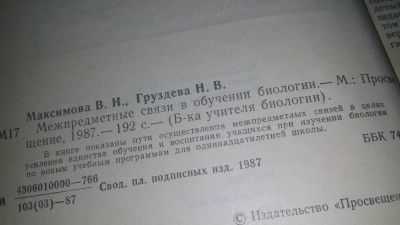 Максимова В. Н., Груздева Н. В.
М17 Межпредметные связи в обучении биологии.— М.: Просве-
щение, 1987.— 192 с.— (Б-ка учителя биологии).
В книге показаны пути осуществления межпредметных связей в целях
усиления единства обучения и воспитания учащихся при изучении биологии
по новым учебным программам для одиннадцатилетней школы.
4306010000—766
103(03)—87
Свод. пл. подписных изд. 1987
ББК 74
© Издательство «Просвещение